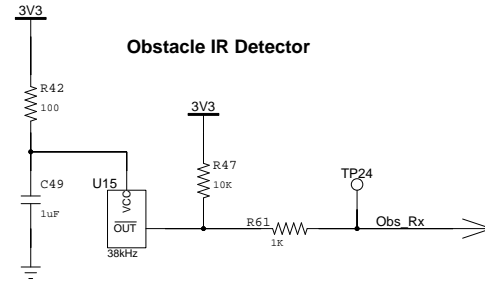 3V3
Obstacle IR Detector
R42
100
3V3
R47
10K
TP24
C49
1uF
U15
VCC
OUT
38kHz
R61
1K
Obs_Rx